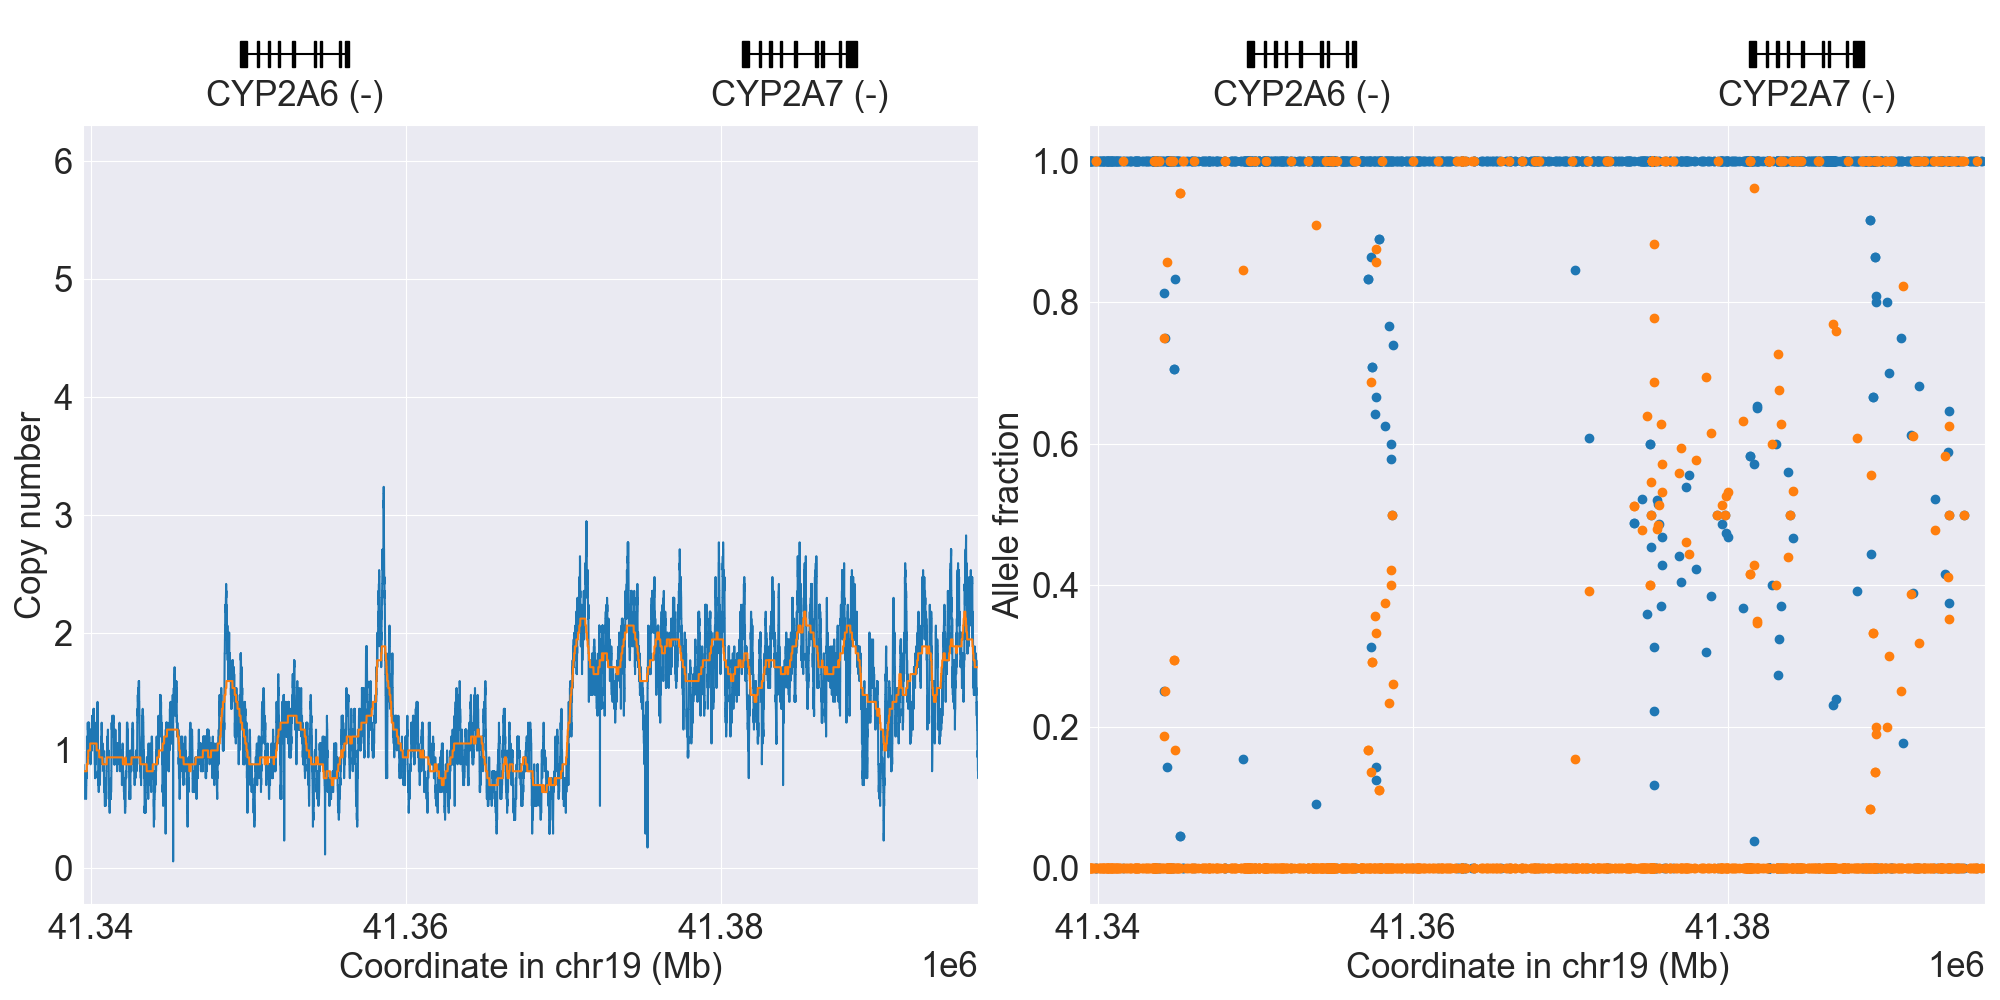 CYP2A6 (-) CYP2A7 (-)
6
5
4
3
2
1
0
Copy number
41.34 41.36 41.38
Coordinate in chr19 (Mb) 1e6
CYP2A6 (-) CYP2A7 (-)
1.0
0.8
0.6
0.4
0.2
0.0
Allele fraction
41.34 41.36 41.38
Coordinate in chr19 (Mb) 1e6